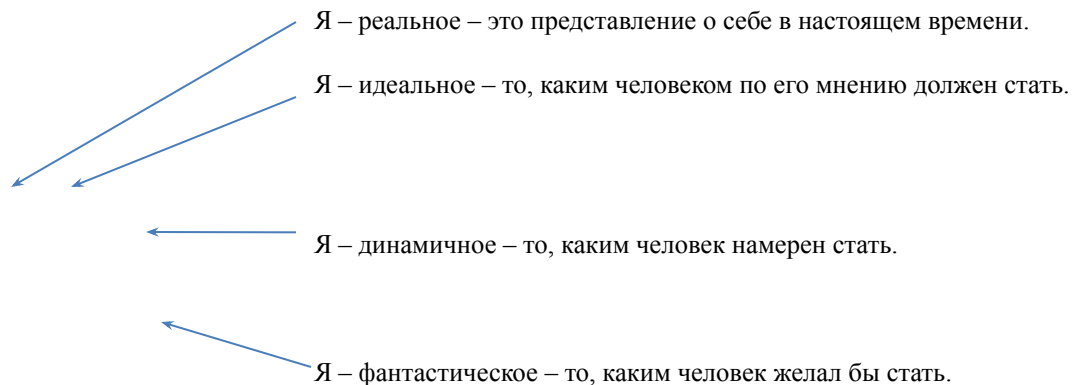 Я – реальное – это представление о себе в настоящем времени.
Я – идеальное – то, каким человеком по его мнению должен стать.
Я – динамичное – то, каким человек намерен стать.
Я – фантастическое – то, каким человек желал бы стать.